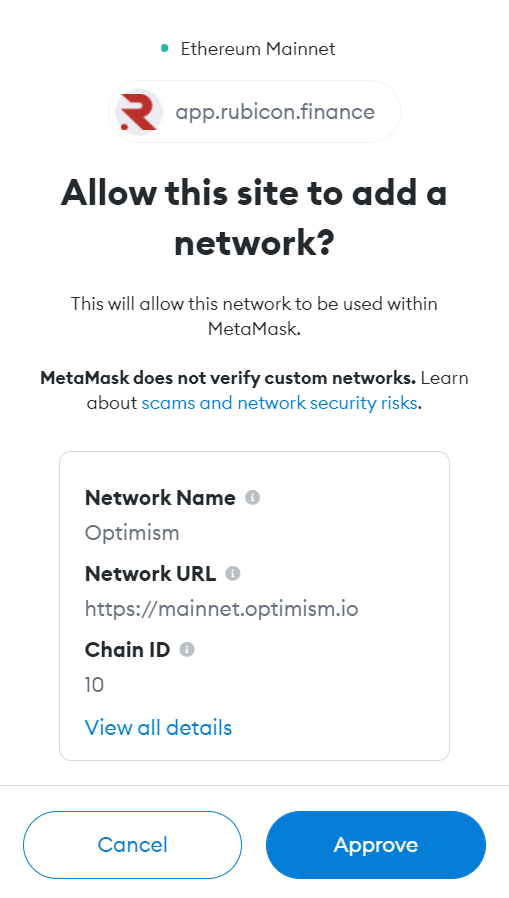 Ethereum Mainnet
app.rubicon.finance
Allow this site to add a
network?
This will allow this network to be used within
MetaMask.
MetaMask does not verify custom networks. Learn
about scams and network security risks.
Network Name
Optimism
Network URL
https://mainnet.optimism.io
Chain ID
10
View all details
Cancel
Approve